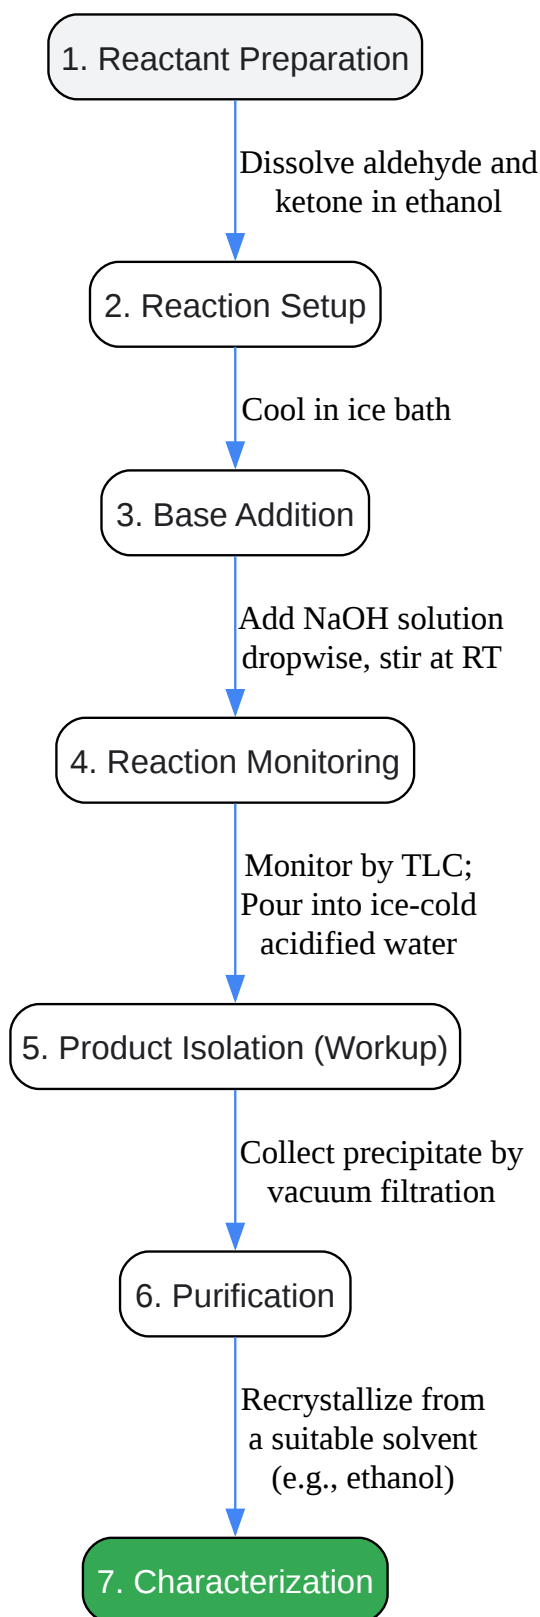 1. Reactant Preparation
Dissolve aldehyde and
ketone in ethanol
2. Reaction Setup
Cool in ice bath
3. Base Addition
Add NaOH solution
dropwise, stir at RT
4. Reaction Monitoring
Monitor by TLC;
Pour into ice-cold
acidified water
5. Product Isolation (Workup)
Collect precipitate by
vacuum filtration
6. Purification
Recrystallize from
a suitable solvent
(e.g., ethanol)
7. Characterization